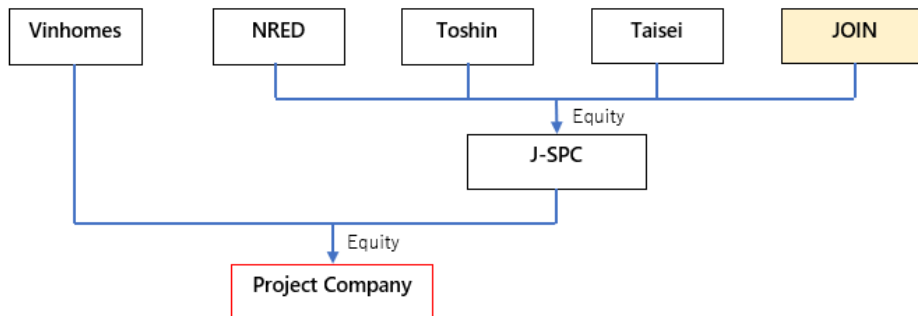 Vinhomes
NRED
Toshin
Taisei
JOIN
Equity
J-SPC
Equity
Project Company